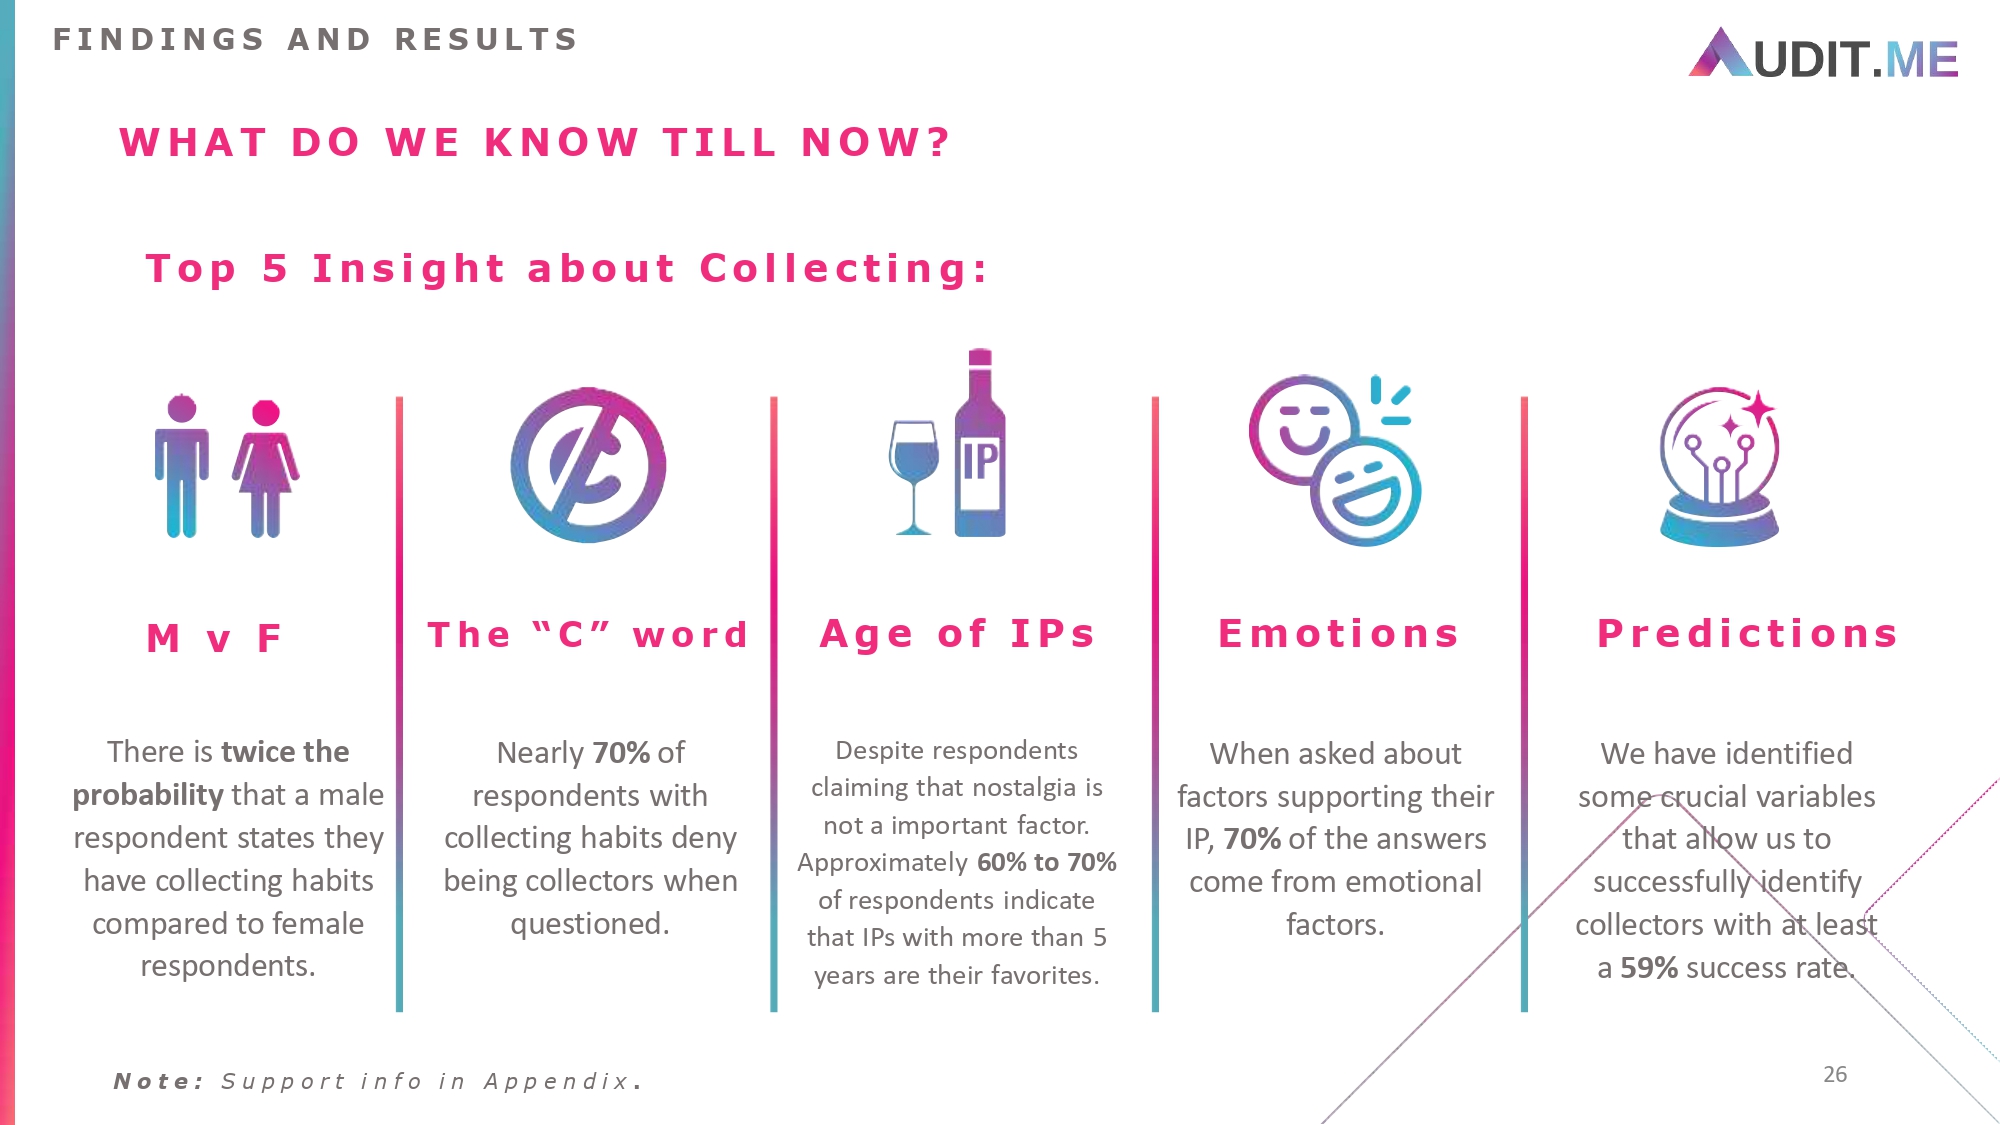 FINDINGS AND RESULTS
AUDIT.ME
WHAT DO WE KNOW TILL NOW?
Top 5 Insight about Collecting:
IP
M v F
There is twice the
probability that a male
respondent states they
have collecting habits
compared to female
respondents.
The “C” word
Nearly 70% of
respondents with
collecting habits deny
being collectors when
questioned.
Age of IPs
Despite respondents
claiming that nostalgia is
not a important factor.
Approximately 60% to 70%
of respondents indicate
that IPs with more than 5
years are their favorites.
Emotions
When asked about
factors supporting their
IP, 70% of the answers
come from emotional
factors.
Predictions
We have identified
some crucial variables
that allow us to
successfully identify
collectors with at least
a 59% success rate.
Note: Support info in Appendix.
26